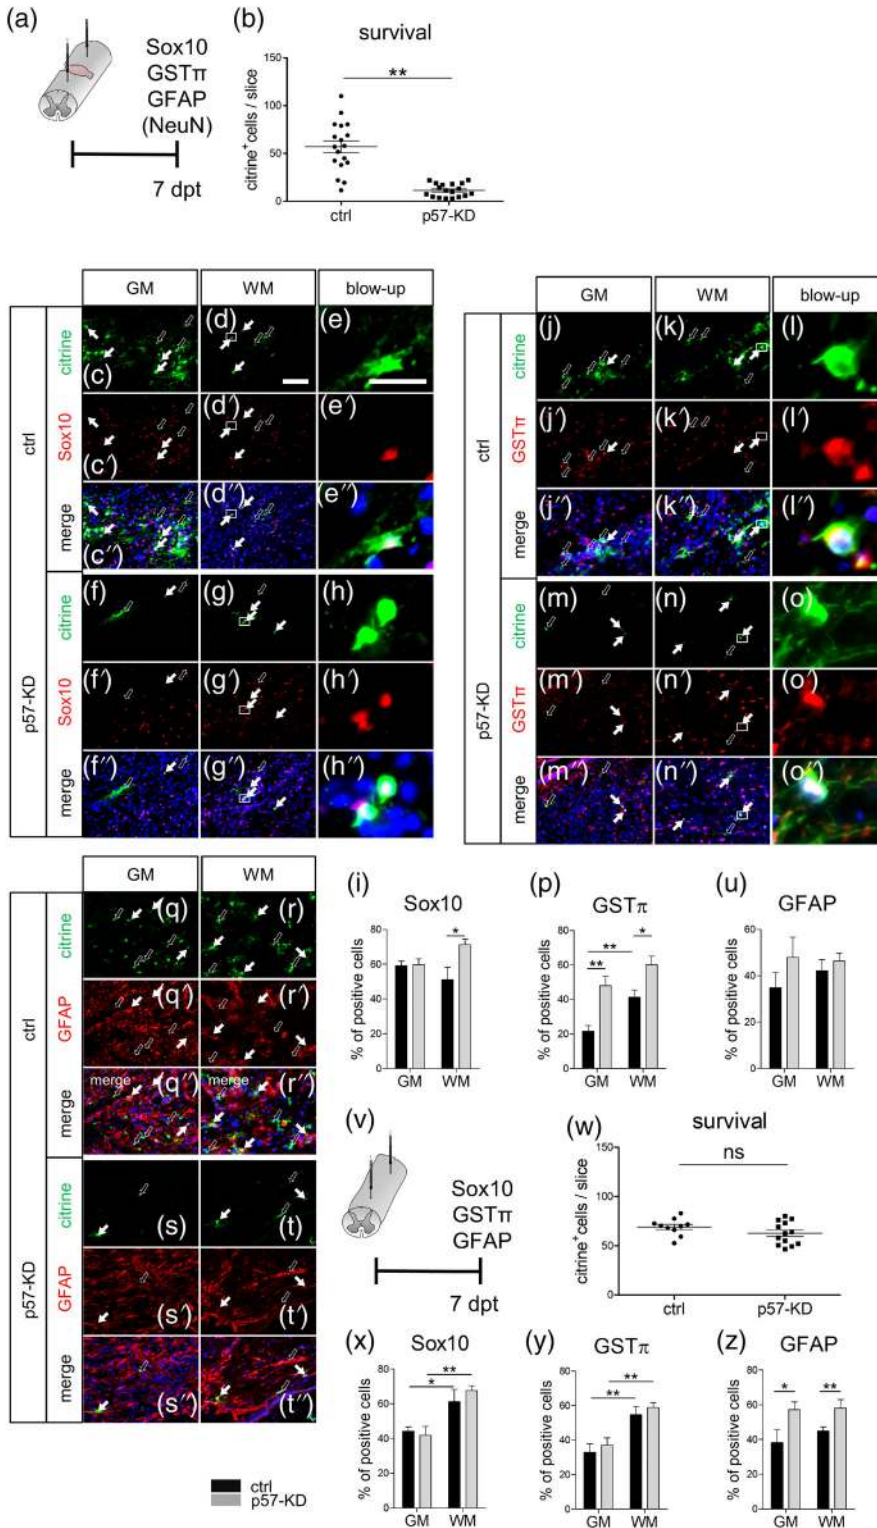 (a)
Sox10
GSTπ
GFAP
(NeuN)
7 dpt
(b)
survival
**
citrine+cells / slice
150
100
50
0
ctrl
p57-KD
GM
WM
blow-up
ctrl
citrine
Sox10
merge
(c)
(d)
(e)
(c′)
(d′)
(e′)
(c′′)
(d′′)
(e′′)
p57-KD
citrine
Sox10
merge
(f)
(g)
(h)
(f′)
(g′)
(h′)
(f′′)
(g′′)
(h′′)
GM
WM
blow-up
ctrl
citrine
GSTπ
merge
(j)
(k)
(l)
(j′)
(k′)
(l′)
(j′′)
(k′′)
(l′′)
p57-KD
citrine
GSTπ
merge
(m)
(n)
(o)
(m′)
(n′)
(o′)
(m′′)
(n′′)
(o′′)
GM
WM
ctrl
citrine
GFAP
merge
(q)
(r)
(q′)
(r′)
merge
(q′′)
merge
(r′′)
p57-KD
citrine
GFAP
merge
(s)
(t)
(s′)
(t′)
(s′′)
(t′′)
(i)
Sox10
% of positive cells
80
60
40
20
0
*
GM
WM
(p)
GSTπ
% of positive cells
80
60
40
20
0
**
**
*
GM
WM
(u)
GFAP
% of positive cells
60
40
20
0
GM
WM
(v)
Sox10
GSTπ
GFAP
7 dpt
(w)
survival
ns
citrine+cells / slice
150
100
50
0
ctrl
p57-KD
(x)
Sox10
% of positive cells
80
60
40
20
0
*
**
GM
WM
(y)
GSTπ
% of positive cells
80
60
40
20
0
**
**
GM
WM
(z)
GFAP
% of positive cells
80
60
40
20
0
*
**
GM
WM
ctrl
p57-KD